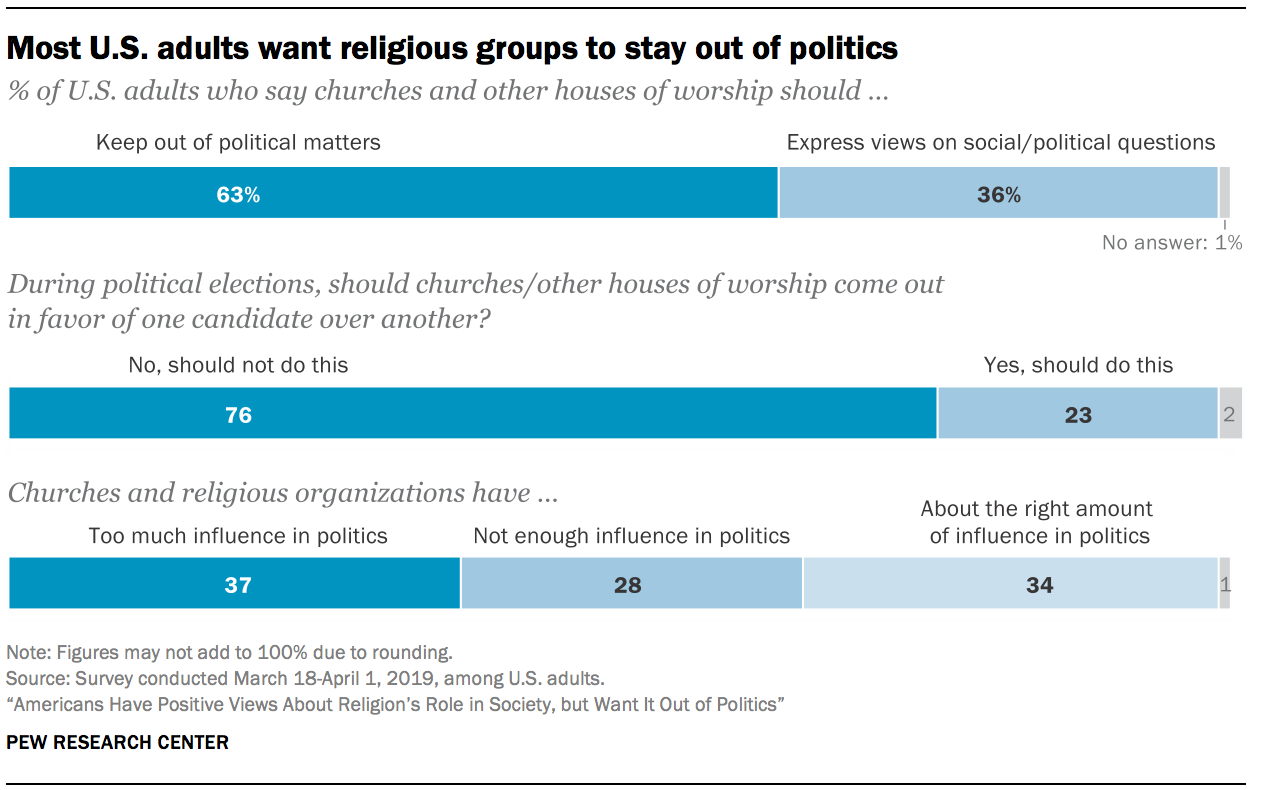 Most U.S. adults want religious groups to stay out of politics
% of U.S. adults who say churches and other houses of worship should ...
Keep out of political matters
Express views on social/political questions
63%
36%
No answer: 1%
During political elections, should churches/other houses of worship come out
in favor of one candidate over another?
No, should not do this
Yes, should do this
76
23
2
Churches and religious organizations have ...
Too much influence in politics
Not enough influence in politics
About the right amount
of influence in politics
37
28
34
1
Note: Figures may not add to 100% due to rounding.
Source: Survey conducted March 18-April 1, 2019, among U.S. adults.
“Americans Have Positive Views About Religion’s Role in Society, but Want It Out of Politics”
PEW RESEARCH CENTER